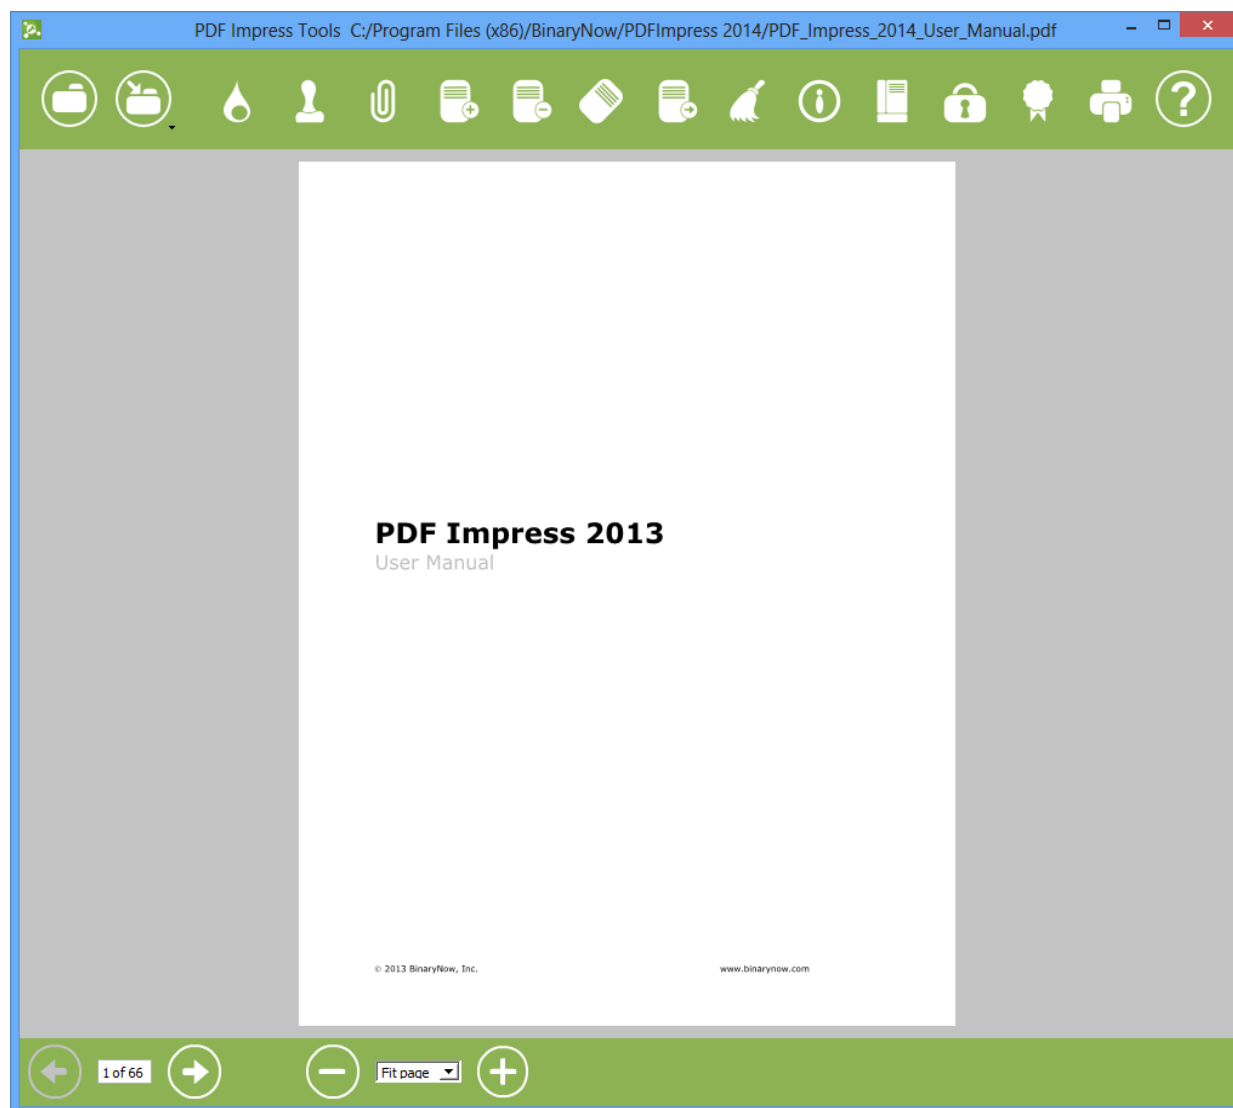 PDF Impress Tools C:/Program Files (x86)/BinaryNow/PDFImpress 2014/PDF_Impress_2014_User_Manual.pdf
PDF Impress 2013
User Manual
© 2013 BinaryNow, Inc. www.binarynow.com
1 of 66 Fit page